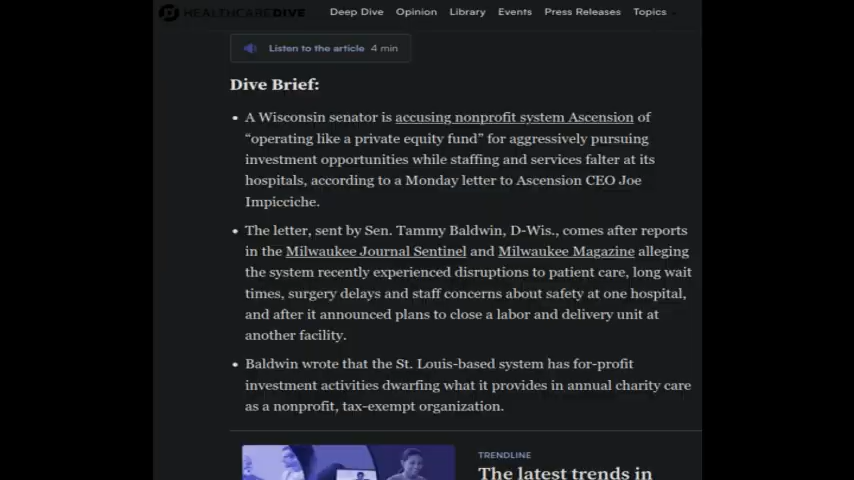 HEALTHCAREDIVE Deep Dive Opinion Library Events Press Releases Topics
Listen to the article 4 min
Dive Brief:
• A Wisconsin senator is accusing nonprofit system Ascension of
“operating like a private equity fund” for aggressively pursuing
investment opportunities while staffing and services falter at its
hospitals, according to a Monday letter to Ascension CEO Joe
Impicciche.
• The letter, sent by Sen. Tammy Baldwin, D-Wis., comes after reports
in the Milwaukee Journal Sentinel and Milwaukee Magazine alleging
the system recently experienced disruptions to patient care, long wait
times, surgery delays and staff concerns about safety at one hospital,
and after it announced plans to close a labor and delivery unit at
another facility.
• Baldwin wrote that the St. Louis-based system has for-profit
investment activities dwarfing what it provides in annual charity care
as a nonprofit, tax-exempt organization.
TRENDLINE
The latest trends in